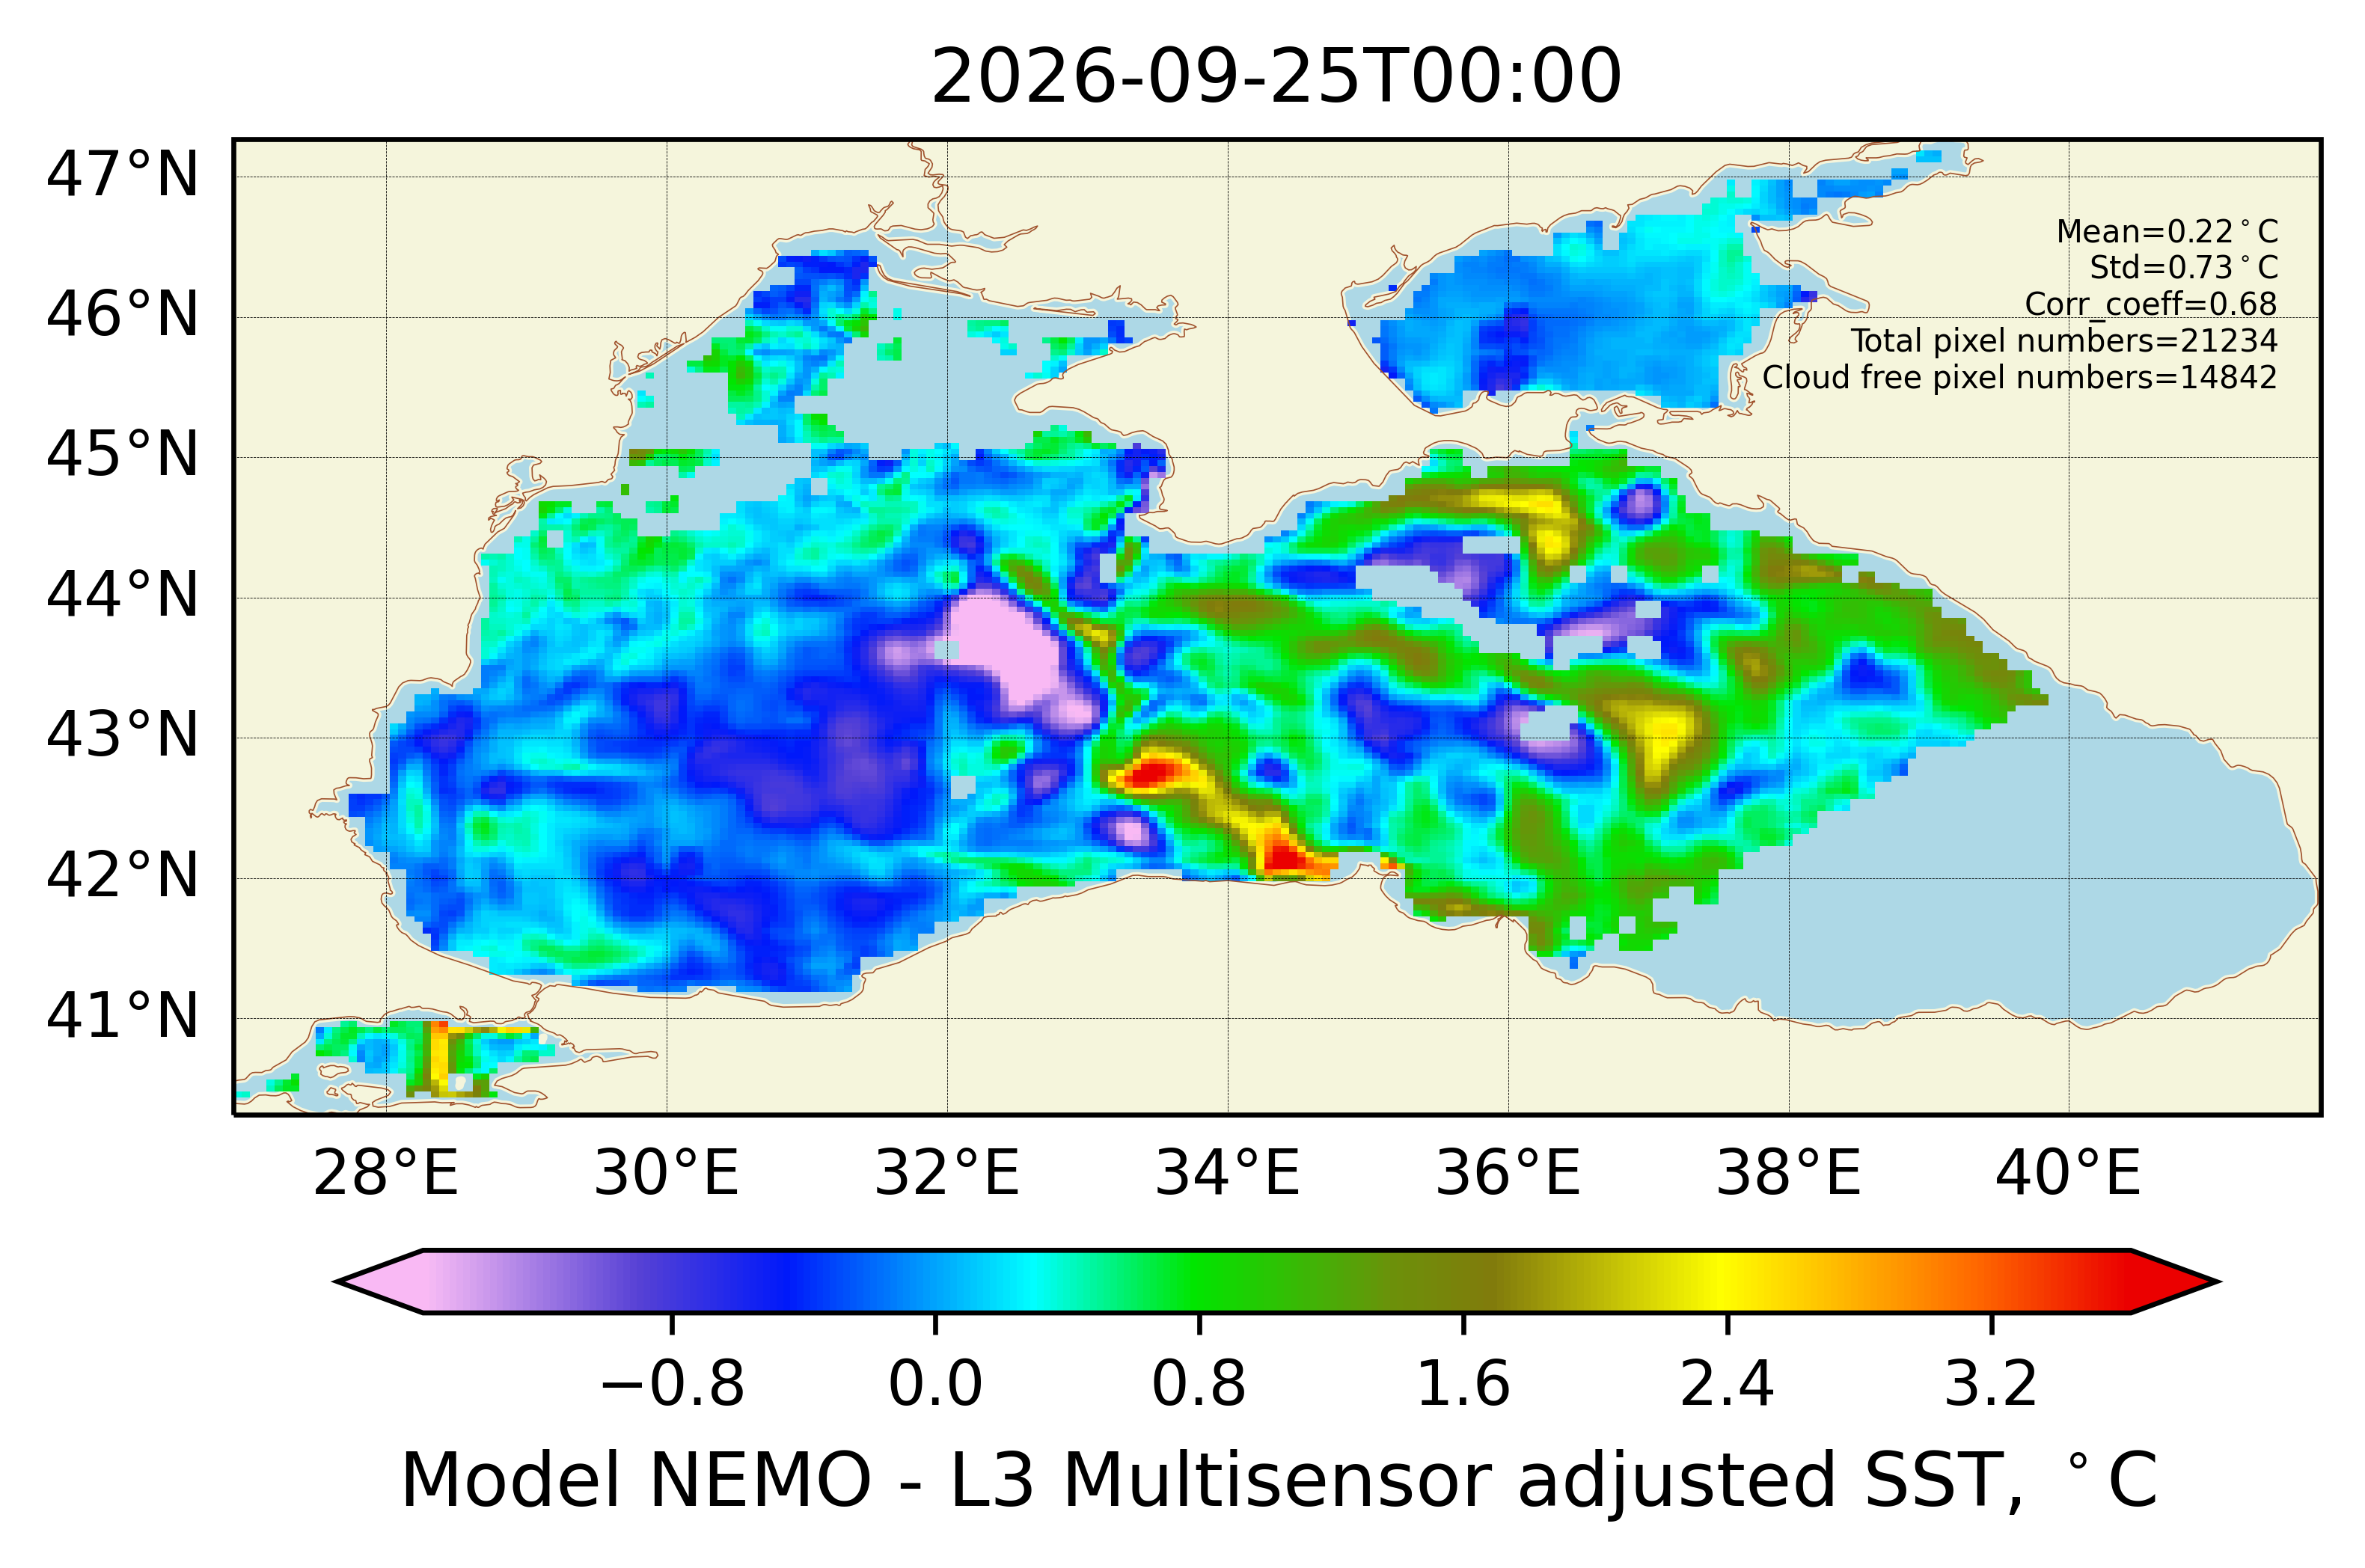 2026-09-25T00:00
47°N
46°N
45°N
44°N
43°N
42°N
41°N
Mean=0.22°C
Std=0.73°C
Corr_coeff=0.68
Total pixel numbers=21234
Cloud free pixel numbers=14842
28°E 30°E 32°E 34°E 36°E 38°E 40°E
−0.8 0.0 0.8 1.6 2.4 3.2
Model NEMO - L3 Multisensor adjusted SST, °C